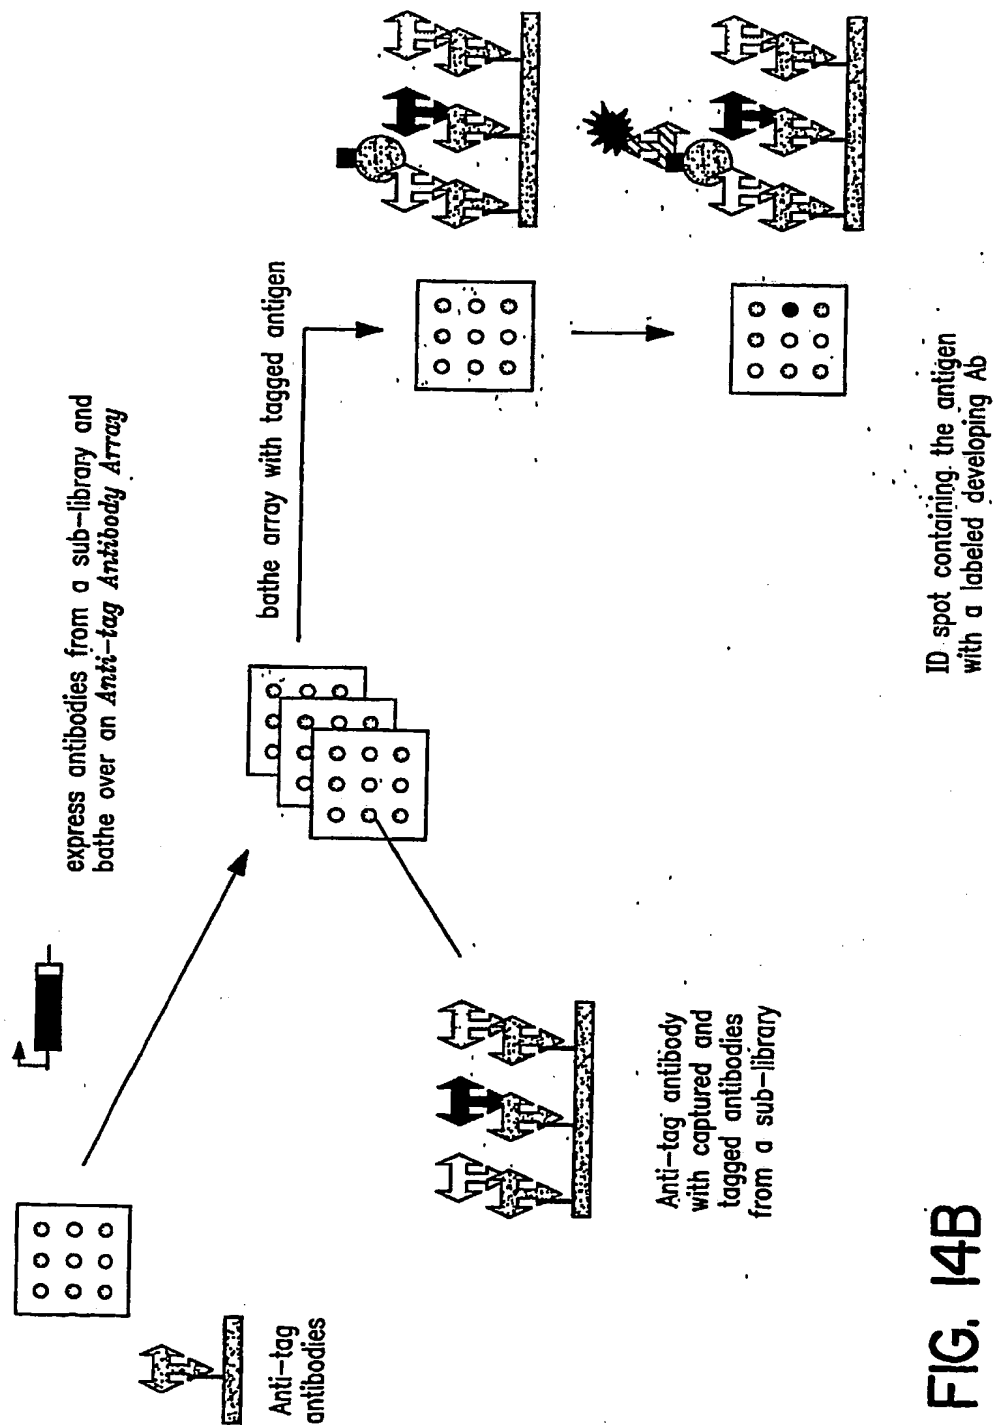 express antibodies from a sub-library and
bathe over an Anti-tag Antibody Array
Anti-tag
antibodies
bathe array with tagged antigen
Anti-tag antibody
with captured and
tagged antibodies
from a sub-library
ID spot containing the antigen
with a labeled developing Ab
FIG. 14B